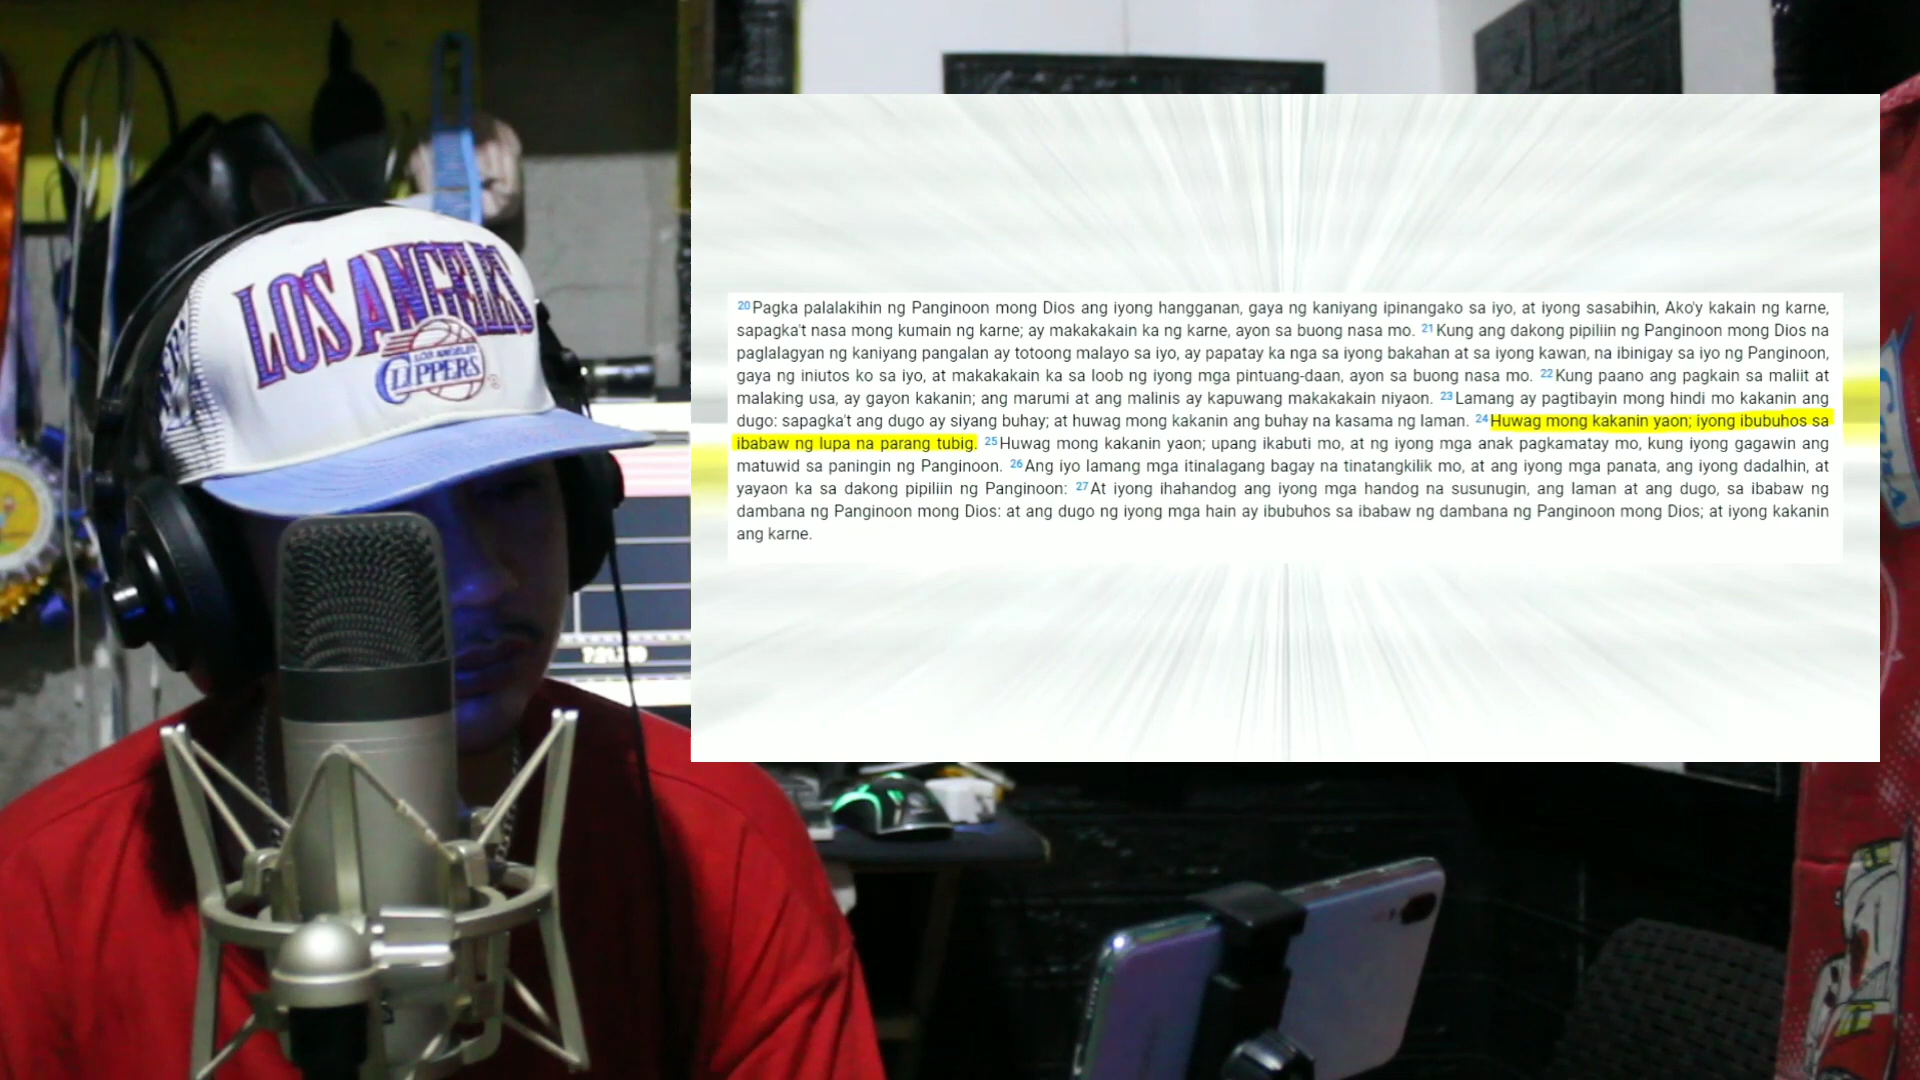 LOS ANGELES
LOS ANGELES
CLIPPERS
20 Pagka palalakihin ng Panginoon mong Dios ang iyong hangganan, gaya ng kaniyang ipinangako sa iyo, at iyong sasabihin, Ako'y kakain ng karne,
sapagka't nasa mong kumain ng karne; ay makakakain ka ng karne, ayon sa buong nasa mo. 21 Kung ang dakong pipiliin ng Panginoon mong Dios na
paglalagyan ng kaniyang pangalan ay totoong malayo sa iyo, ay papatay ka nga sa iyong bakahan at sa iyong kawan, na ibinigay sa iyo ng Panginoon,
gaya ng iniutos ko sa iyo, at makakakain ka sa loob ng iyong mga pintuang-daan, ayon sa buong nasa mo. 22 Kung paano ang pagkain sa maliit at
malaking usa, ay gayon kakanin; ang marumi at ang malinis ay kapuwang makakakain niyaon. 23 Lamang ay pagtibayin mong hindi mo kakanin ang
dugo: sapagka't ang dugo ay siyang buhay; at huwag mong kakanin ang buhay na kasama ng laman. 24 Huwag mong kakanin yaon; iyong ibubuhos sa
ibabaw ng lupa na parang tubig. 25 Huwag mong kakanin yaon; upang ikabuti mo, at ng iyong mga anak pagkamatay mo, kung iyong gagawin ang
matuwid sa paningin ng Panginoon. 26 Ang iyo lamang mga itinalagang bagay na tinatangkilik mo, at ang iyong mga panata, ang iyong dadalhin, at
yayaon ka sa dakong pipiliin ng Panginoon: 27 At iyong ihahandog ang iyong mga handog na susunugin, ang laman at ang dugo, sa ibabaw ng
dambana ng Panginoon mong Dios: at ang dugo ng iyong mga hain ay ibubuhos sa ibabaw ng dambana ng Panginoon mong Dios; at iyong kakanin
ang karne.